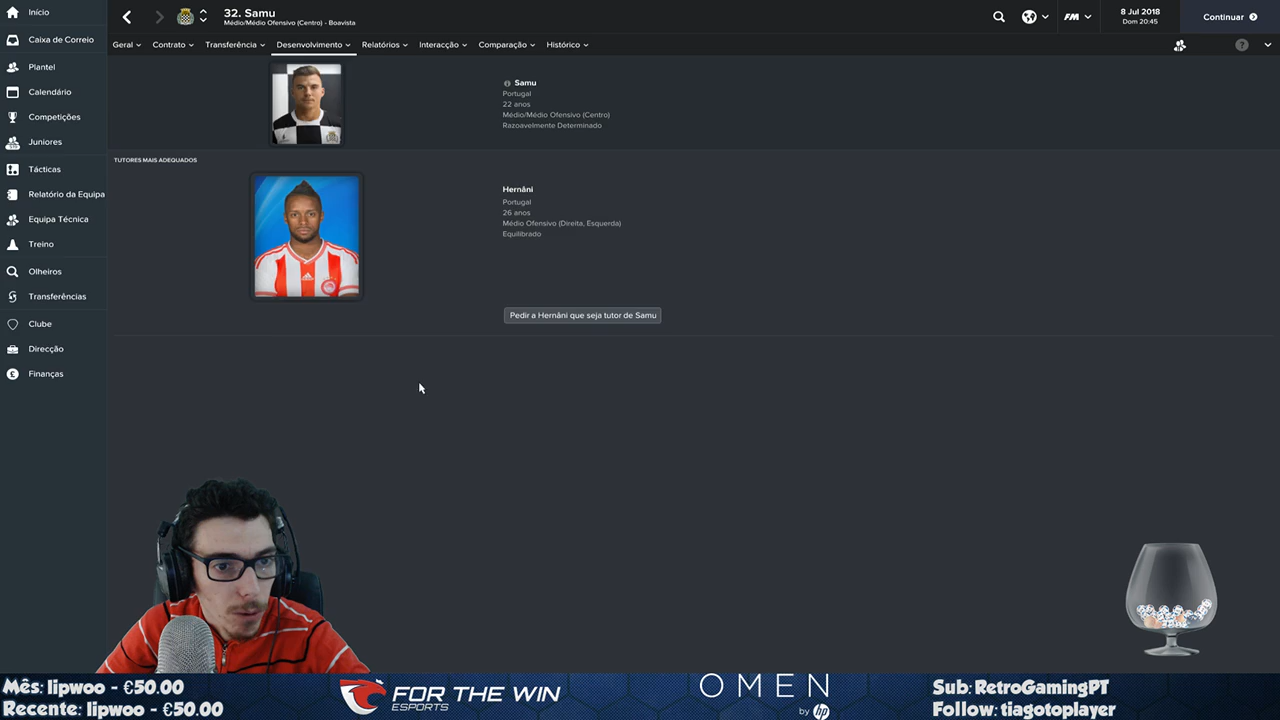 Início
Caixa de Correio
Plantel
Calendário
Competições
Juniores
Tácticas
Relatório da Equipa
Equipa Técnica
Treino
Olheiros
Transferências
Clube
Direcção
Finanças
32. Samu
Médio/Médio Ofensivo (Centro) - Boavista
FM
8 Jul 2018
Dom 20:45
Continuar
Geral
Contrato
Transferência
Desenvolvimento
Relatórios
Interacção
Comparação
Histórico
Samu
Portugal
22 anos
Médio/Médio Ofensivo (Centro)
Razoavelmente Determinado
TUTORES MAIS ADEQUADOS
Hernâni
Portugal
26 anos
Médio Ofensivo (Direita, Esquerda)
Equilibrado
Pedir a Hernâni que seja tutor de Samu
Mês: lipwoo - €50.00
Recente: lipwoo - €50.00
FOR THE WIN
ESPORTS
OMEN
by hp
Sub: RetroGamingPT
Follow: tiagotoplayer